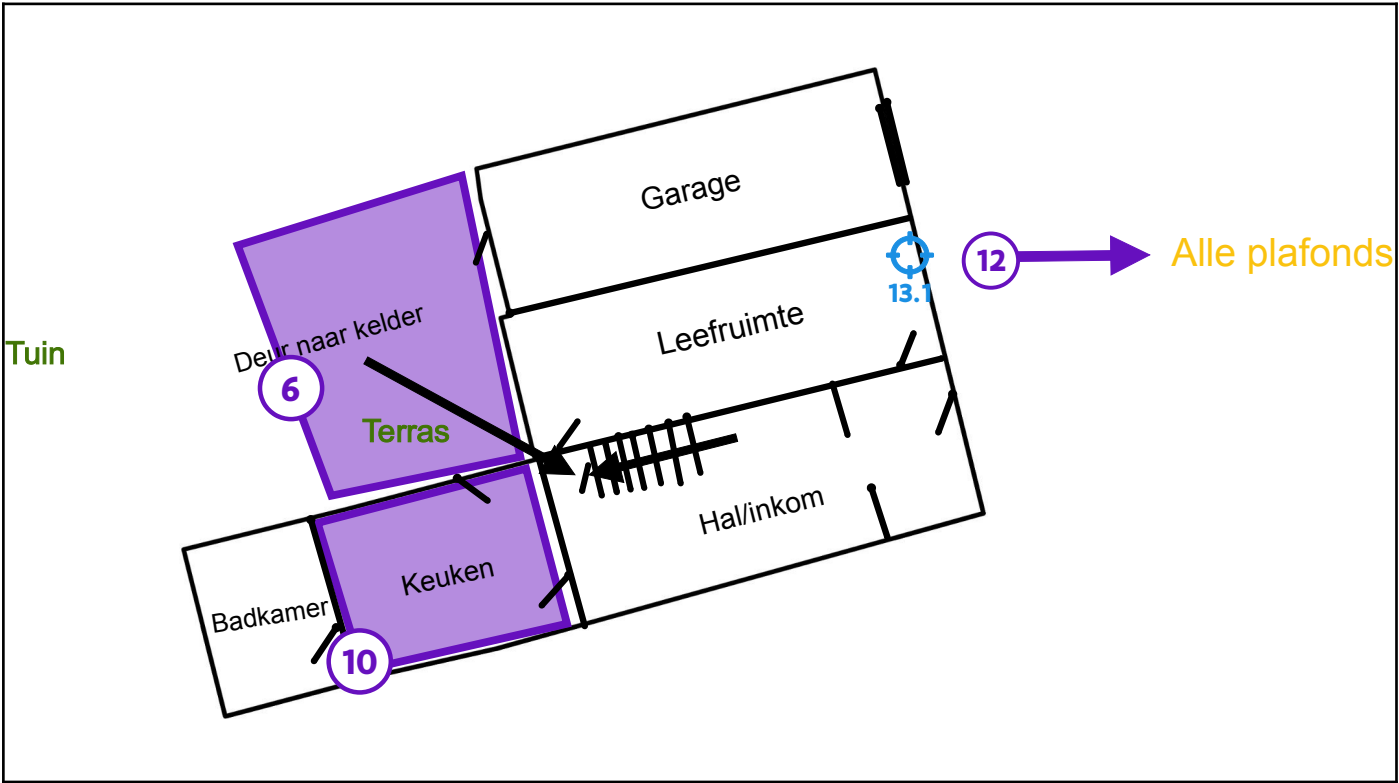 Garage
12
Alle plafonds
13.1
Leefruimte
Deur naar kelder
Tuin
6
Terras
Hal/inkom
Keuken
Badkamer
10